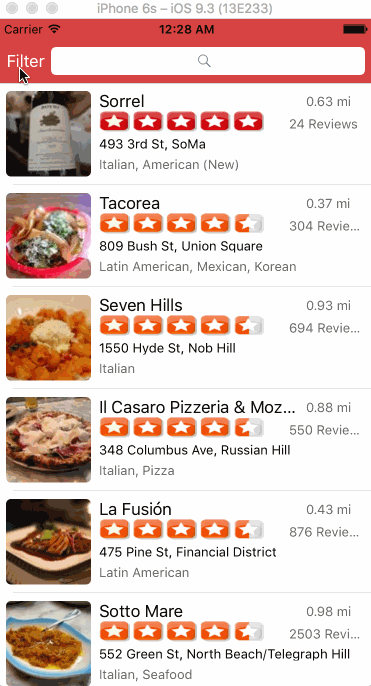 iPhone 6s – iOS 9.3 (13E233)
Carrier 12:28 AM
Filter
Sorrel 0.63 mi
24 Reviews
493 3rd St, SoMa
Italian, American (New)
Tacorea 0.37 mi
304 Revie...
809 Bush St, Union Square
Latin American, Mexican, Korean
Seven Hills 0.93 mi
694 Revie...
1550 Hyde St, Nob Hill
Italian
Il Casaro Pizzeria & Moz... 0.88 mi
550 Revie...
348 Columbus Ave, Russian Hill
Italian, Pizza
La Fusión 0.43 mi
876 Revie...
475 Pine St, Financial District
Latin American
Sotto Mare 0.98 mi
2503 Revi...
552 Green St, North Beach/Telegraph Hill
Italian, Seafood